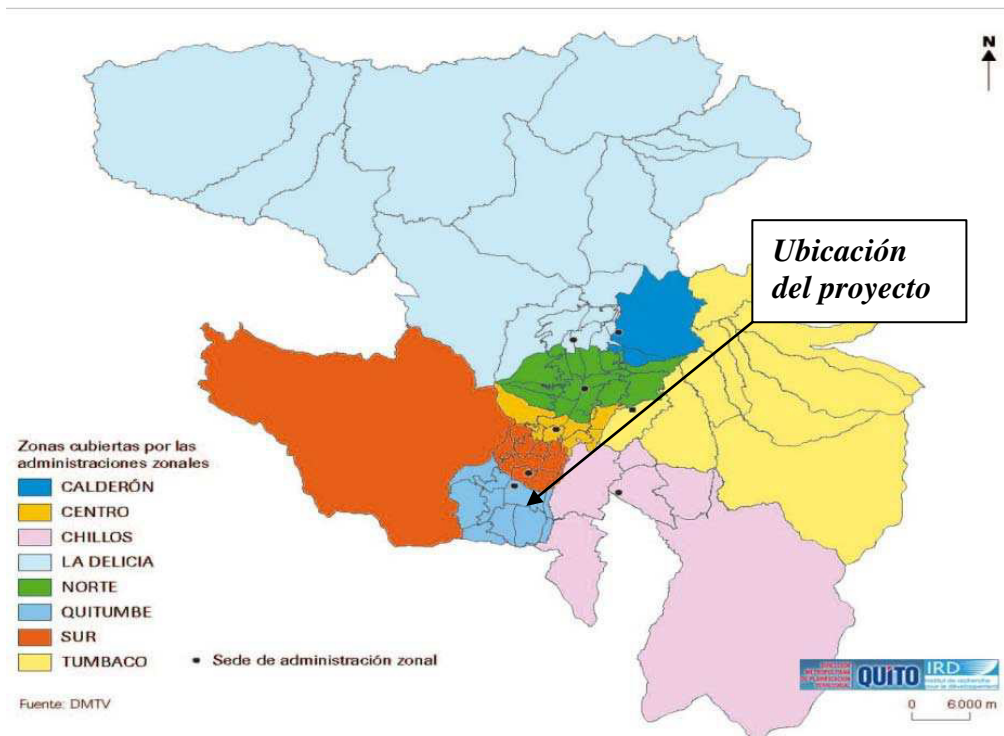 N
Ubicación
del proyecto
Zonas cubiertas por las
administraciones zonales
CALDERÓN
CENTRO
CHILLOS
LA DELICIA
NORTE
QUITUMBE
SUR
TUMBACO
Sede de administración zonal
Fuente: DMTV
QUITO
IRD
0 6.000 m